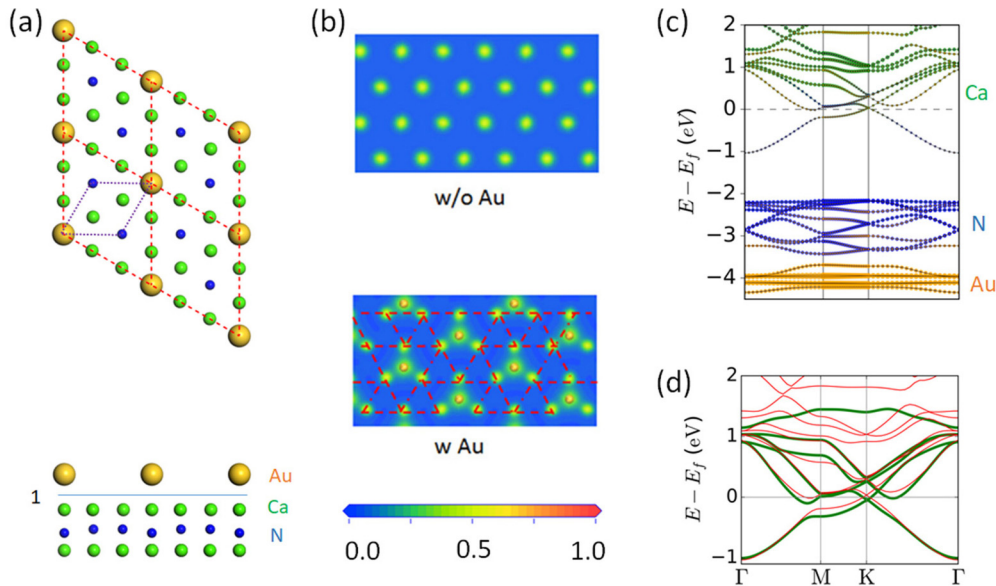 (a)
Au
1
Ca
N
(b)
w/o Au
w Au
0.0 0.5 1.0
(c)
E − E_f (eV)
2
1
0
−1
−2
−3
−4
Ca
N
Au
(d)
E − E_f (eV)
2
1
0
−1
Γ M K Γ